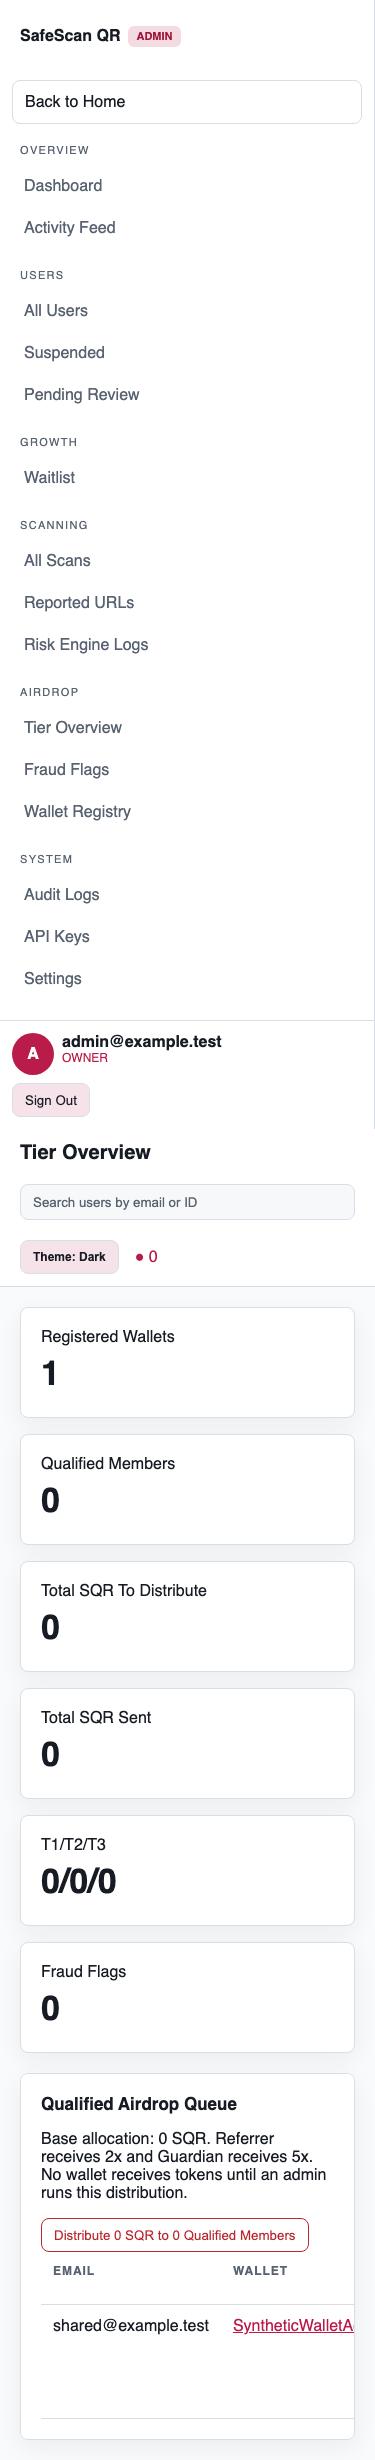 SafeScan QR ADMIN
Back to Home
OVERVIEW
Dashboard
Activity Feed
USERS
All Users
Suspended
Pending Review
GROWTH
Waitlist
SCANNING
All Scans
Reported URLs
Risk Engine Logs
AIRDROP
Tier Overview
Fraud Flags
Wallet Registry
SYSTEM
Audit Logs
API Keys
Settings
A
admin@example.test
OWNER
Sign Out
Tier Overview
Search users by email or ID
Theme: Dark ● 0
Registered Wallets
1
Qualified Members
0
Total SQR To Distribute
0
Total SQR Sent
0
T1/T2/T3
0/0/0
Fraud Flags
0
Qualified Airdrop Queue
Base allocation: 0 SQR. Referrer
receives 2x and Guardian receives 5x.
No wallet receives tokens until an admin
runs this distribution.
Distribute 0 SQR to 0 Qualified Members
EMAIL WALLET
shared@example.test SyntheticWalletA